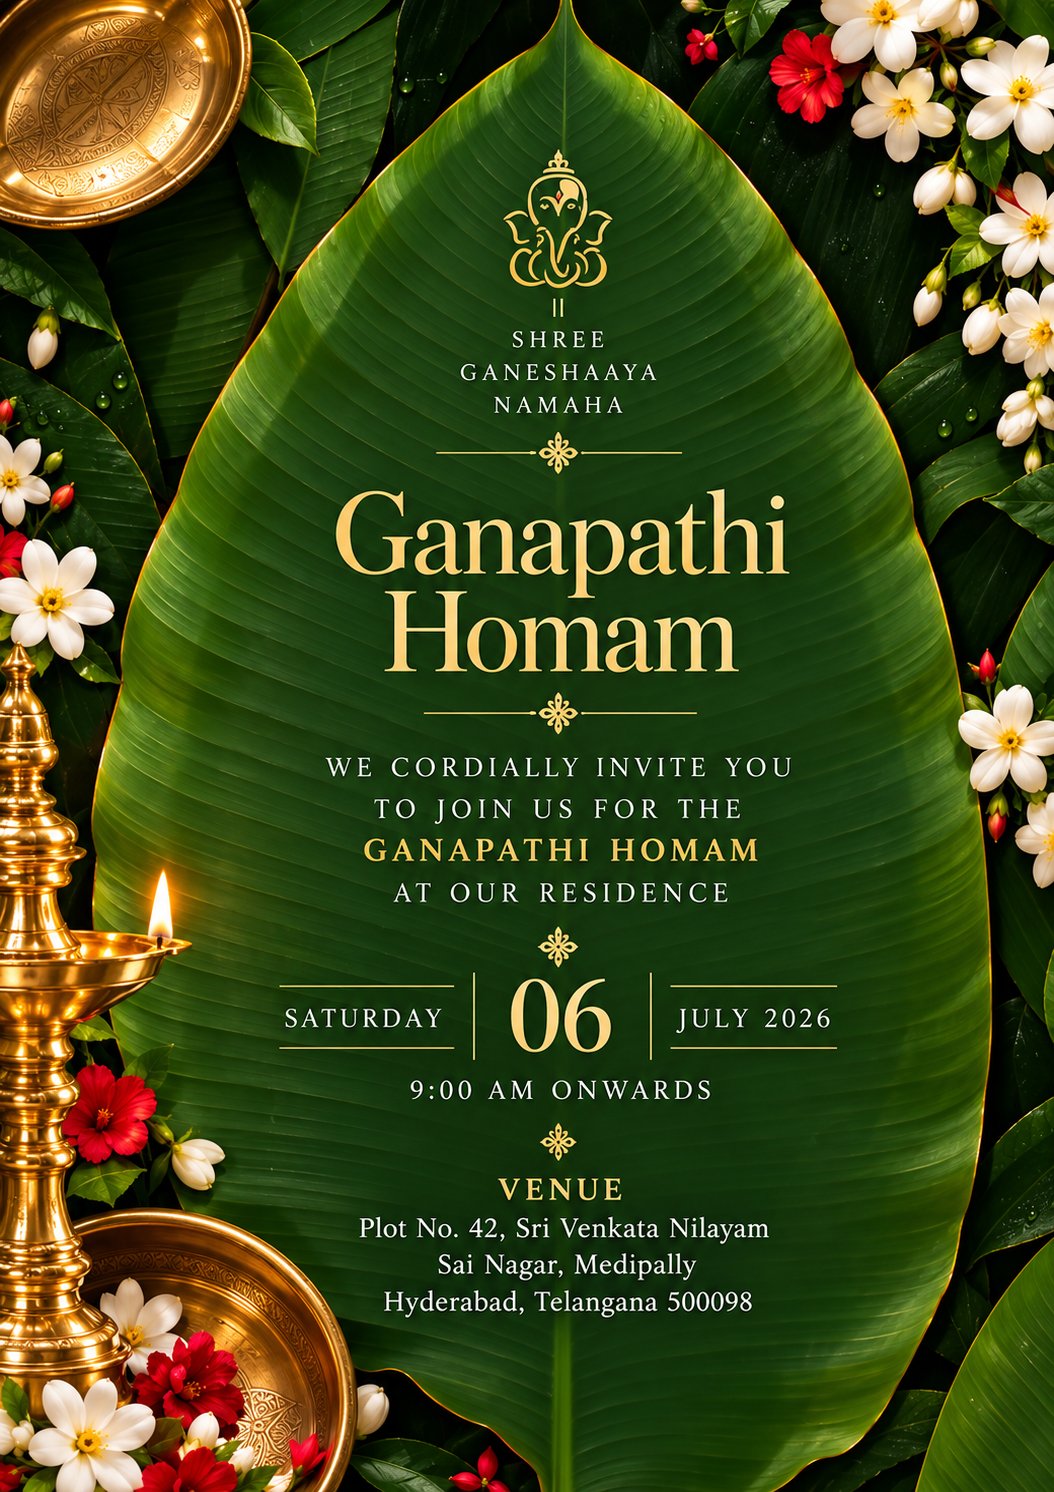 ||
SHREE
GANESHAAYA
NAMAHA
Ganapathi
Homam
WE CORDIALLY INVITE YOU
TO JOIN US FOR THE
GANAPATHI HOMAM
AT OUR RESIDENCE
SATURDAY 06 JULY 2026
9:00 AM ONWARDS
VENUE
Plot No. 42, Sri Venkata Nilayam
Sai Nagar, Medipally
Hyderabad, Telangana 500098